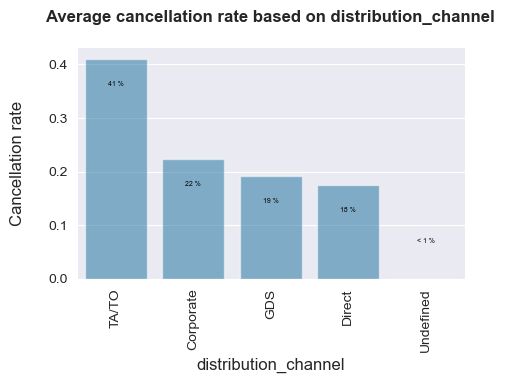 Average cancellation rate based on distribution_channel
Cancellation rate
0.4
0.3
0.2
0.1
0.0
41 %
22 %
19 %
18 %
< 1 %
TA/TO
Corporate
GDS
Direct
Undefined
distribution_channel